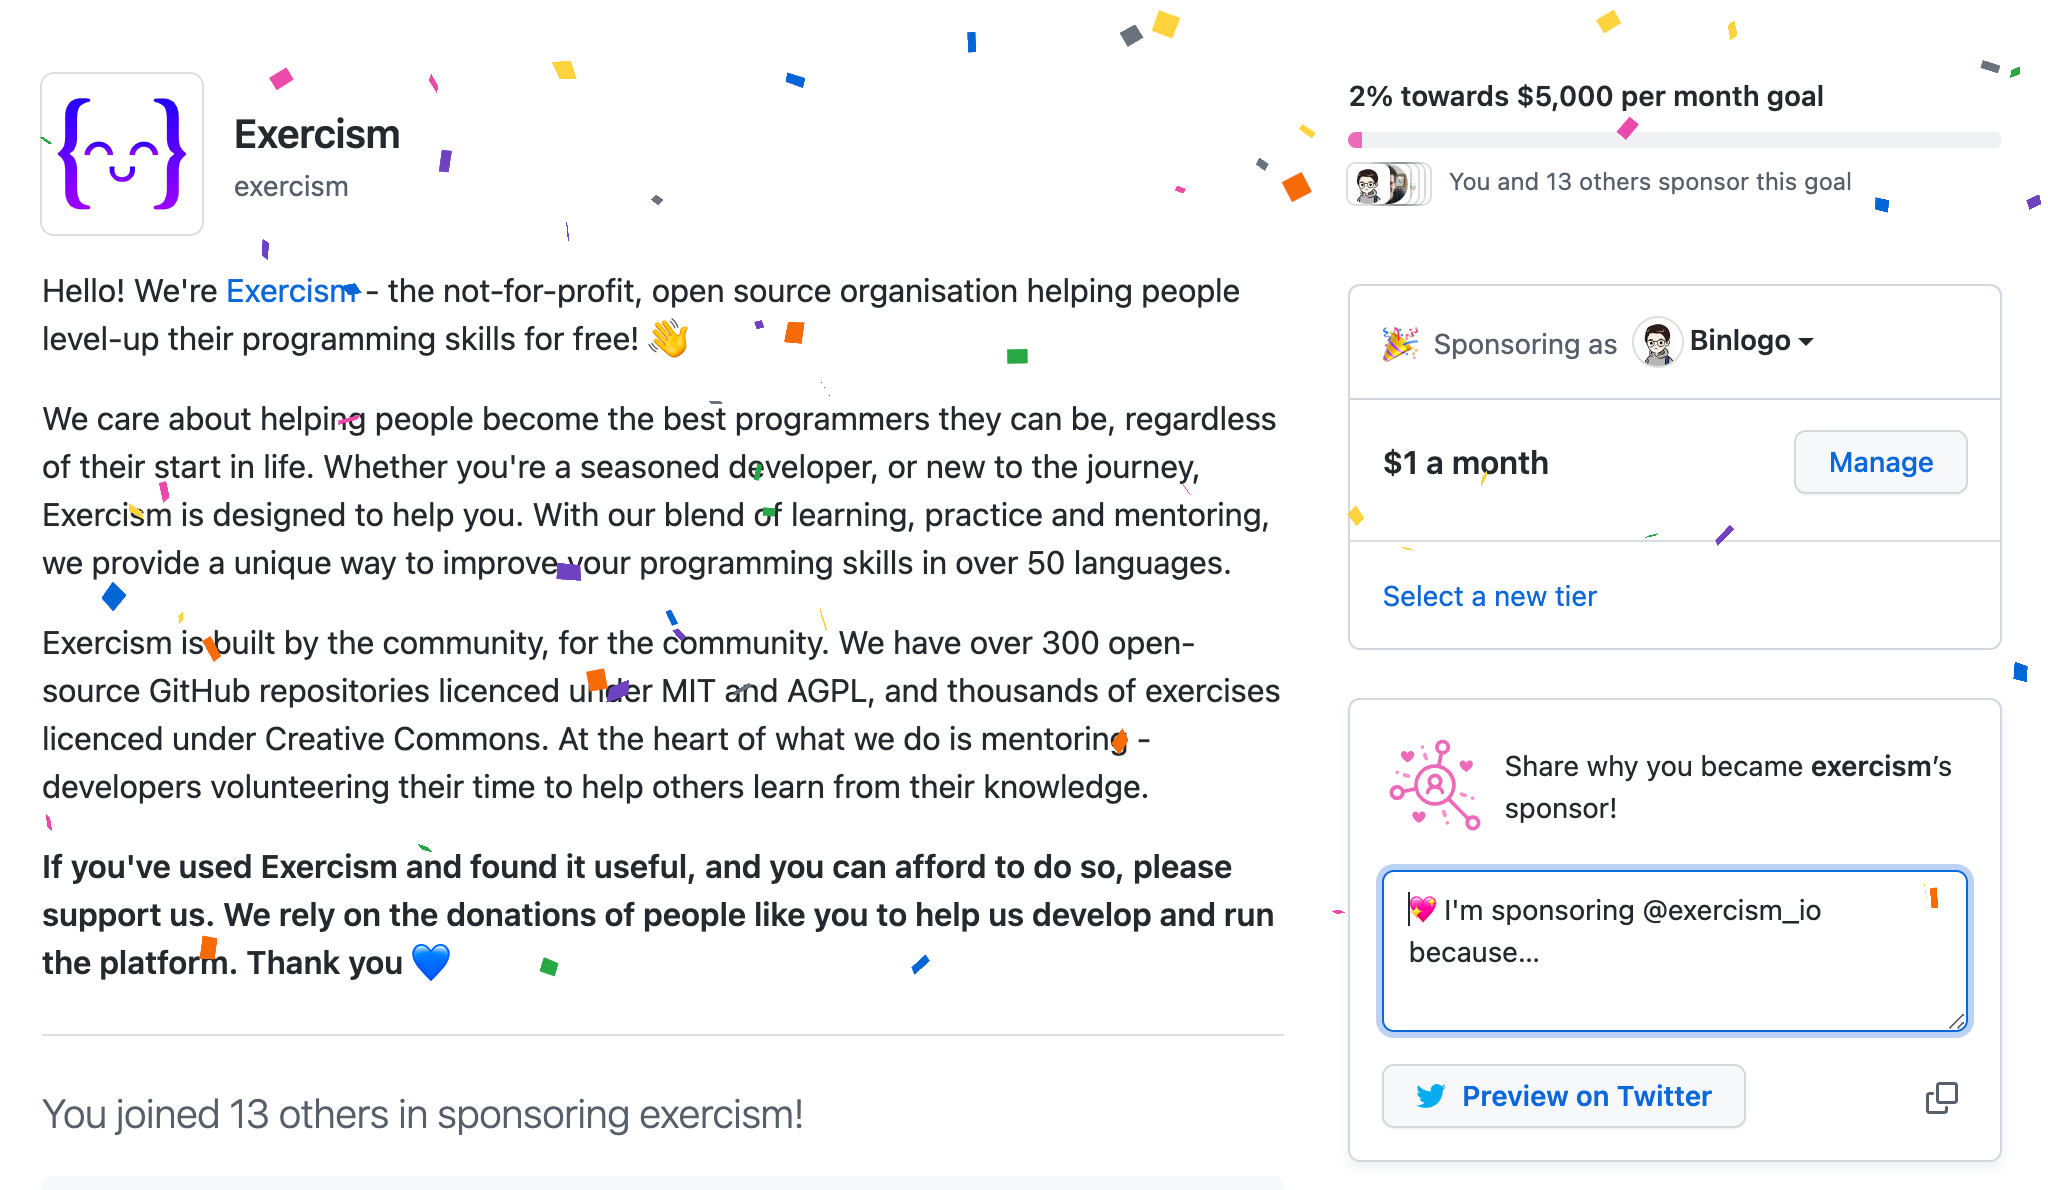 Exercism
exercism
Hello! We're Exercism - the not-for-profit, open source organisation helping people
level-up their programming skills for free! 👋
We care about helping people become the best programmers they can be, regardless
of their start in life. Whether you're a seasoned developer, or new to the journey,
Exercism is designed to help you. With our blend of learning, practice and mentoring,
we provide a unique way to improve your programming skills in over 50 languages.
Exercism is built by the community, for the community. We have over 300 open-
source GitHub repositories licenced under MIT and AGPL, and thousands of exercises
licenced under Creative Commons. At the heart of what we do is mentoring -
developers volunteering their time to help others learn from their knowledge.
If you've used Exercism and found it useful, and you can afford to do so, please
support us. We rely on the donations of people like you to help us develop and run
the platform. Thank you 💙
You joined 13 others in sponsoring exercism!
2% towards $5,000 per month goal
You and 13 others sponsor this goal
🎉 Sponsoring as Binlogo
$1 a month
Manage
Select a new tier
Share why you became exercism's
sponsor!
💖 I'm sponsoring @exercism_io
because...
Preview on Twitter